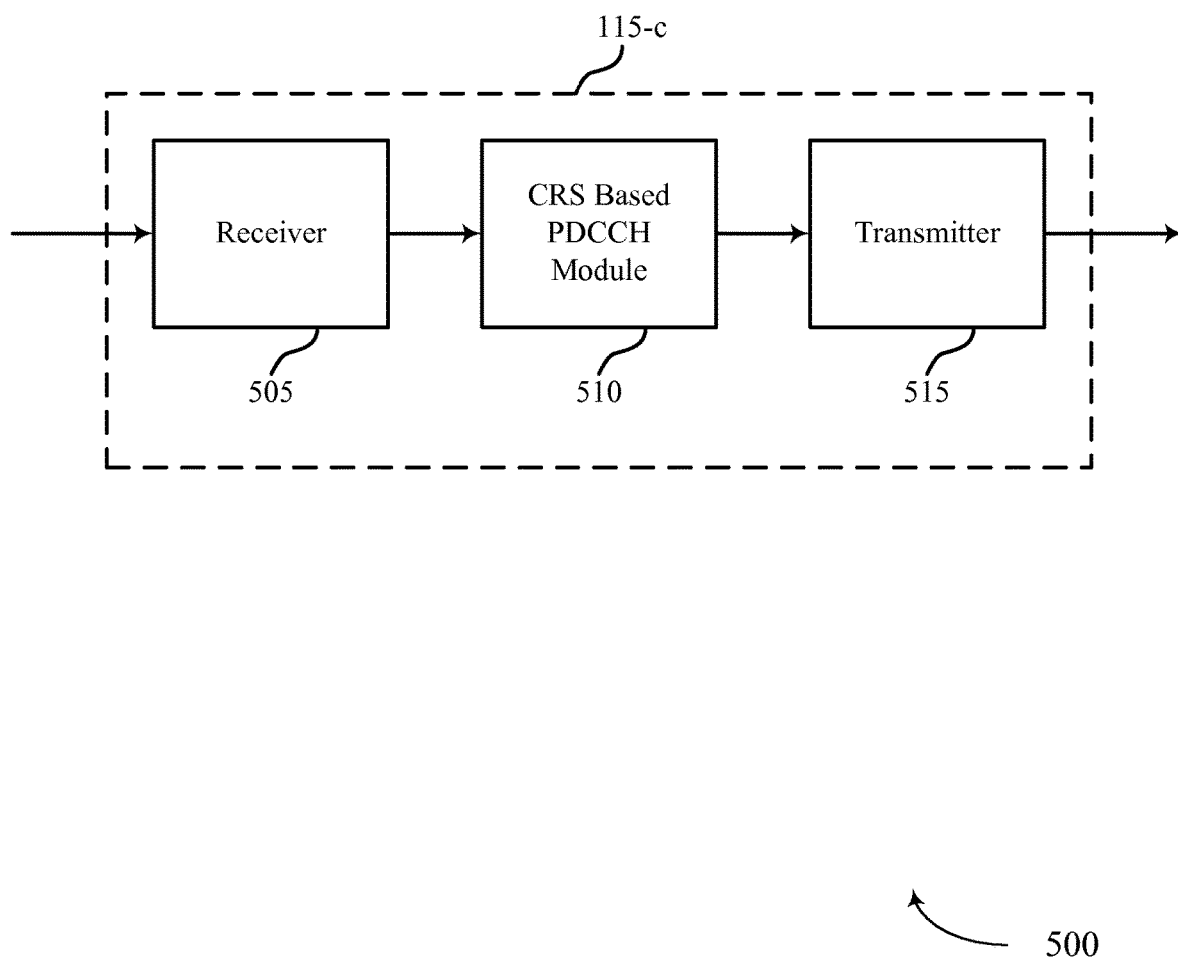 115-c
Receiver
CRS Based
PDCCH
Module
Transmitter
505
510
515
500